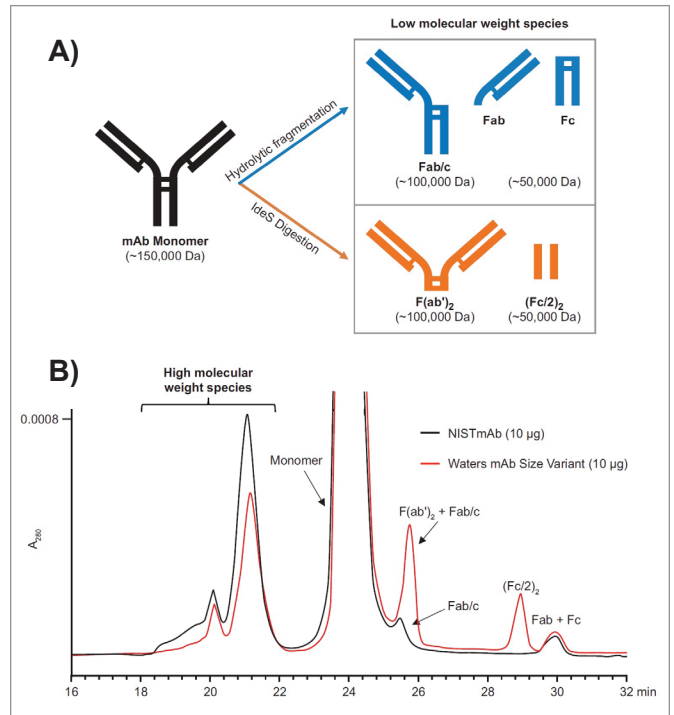 A)
Low molecular weight species
Hydrolytic fragmentation
IdeS Digestion
mAb Monomer
(~150,000 Da)
Fab
Fc
Fab/c
(~100,000 Da)
(~50,000 Da)
F(ab')₂
(Fc/2)₂
(~100,000 Da)
(~50,000 Da)
B)
High molecular
weight species
0.0008
NISTmAb (10 µg)
Waters mAb Size Variant (10 µg)
Monomer
F(ab')₂ + Fab/c
A₂₈₀
(Fc/2)₂
Fab/c
Fab + Fc
16 18 20 22 24 26 28 30 32 min